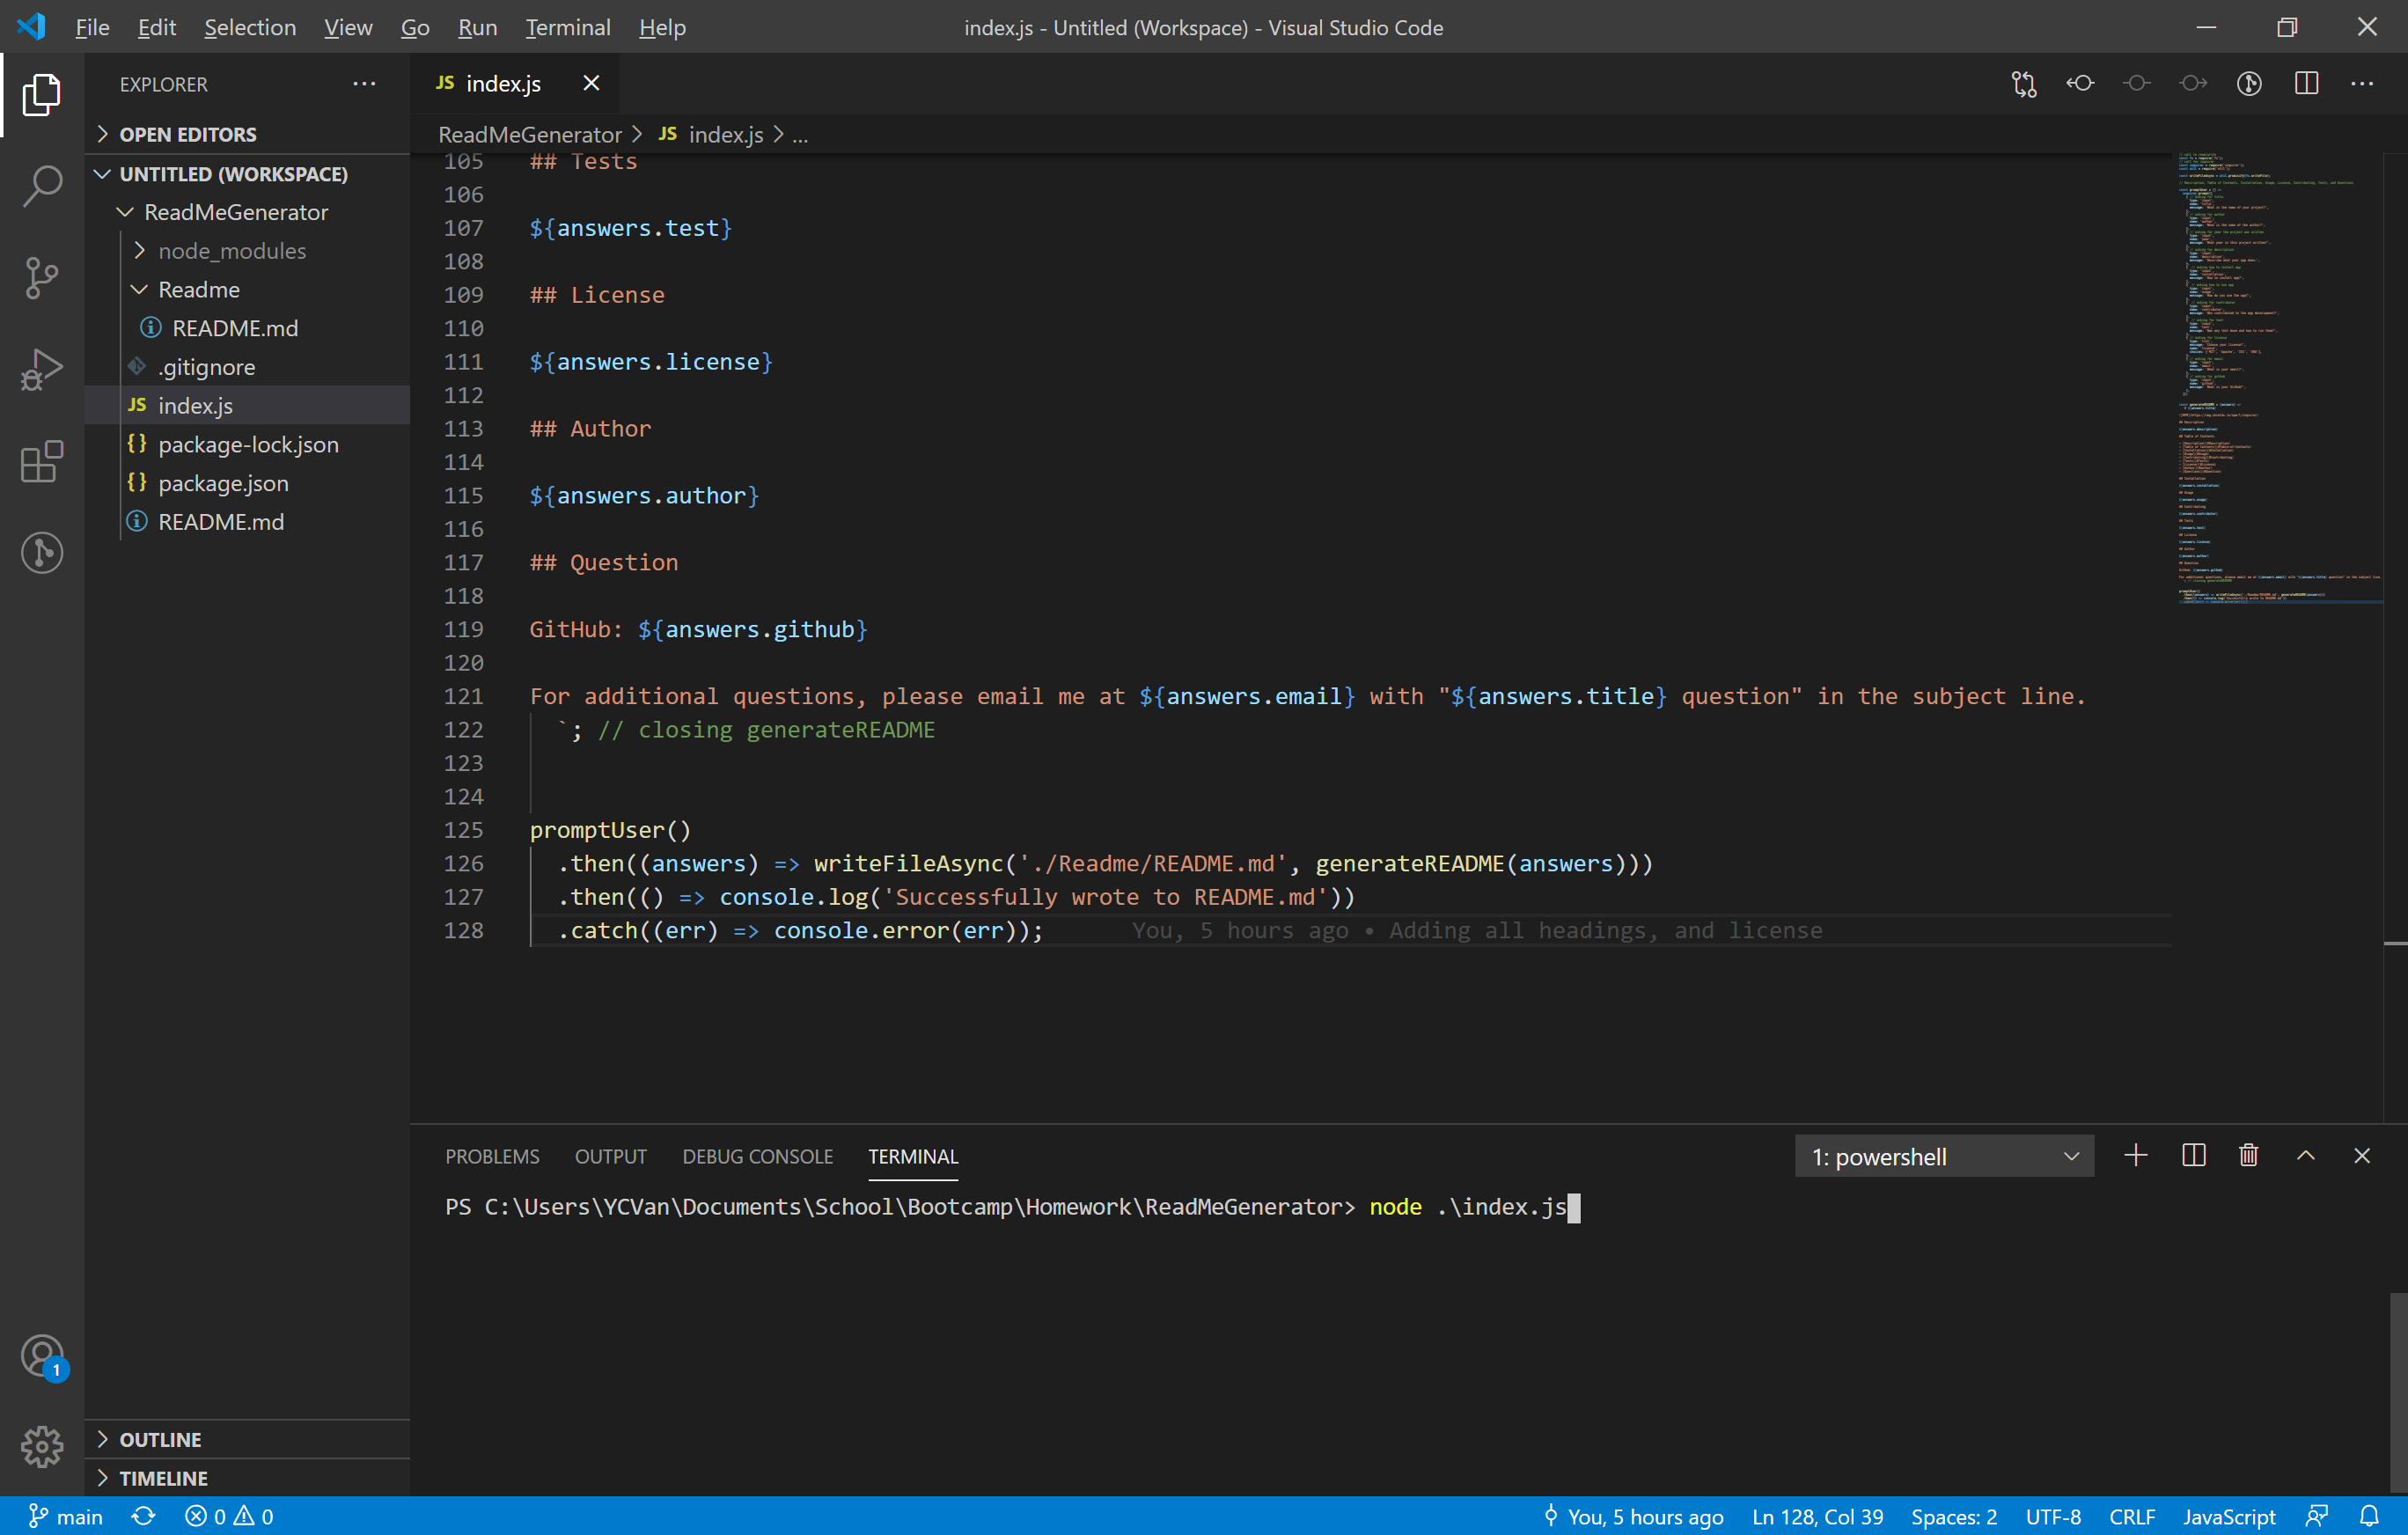 File Edit Selection View Go Run Terminal Help
index.js - Untitled (Workspace) - Visual Studio Code
EXPLORER
OPEN EDITORS
UNTITLED (WORKSPACE)
ReadMeGenerator
node_modules
Readme
README.md
.gitignore
JS index.js
{} package-lock.json
{} package.json
README.md
OUTLINE
TIMELINE
1
JS index.js
ReadMeGenerator > JS index.js > ...
105 ## Tests
106
107 ${answers.test}
108
109 ## License
110
111 ${answers.license}
112
113 ## Author
114
115 ${answers.author}
116
117 ## Question
118
119 GitHub: ${answers.github}
120
121 For additional questions, please email me at ${answers.email} with "${answers.title} question" in the subject line.
122 `; // closing generateREADME
123
124
125 promptUser()
126 .then((answers) => writeFileAsync('./Readme/README.md', generateREADME(answers)))
127 .then(() => console.log('Successfully wrote to README.md'))
128 .catch((err) => console.error(err)); You, 5 hours ago • Adding all headings, and license
PROBLEMS OUTPUT DEBUG CONSOLE TERMINAL
1: powershell
PS C:\Users\YCVan\Documents\School\Bootcamp\Homework\ReadMeGenerator> node .\index.js
main 0 0
You, 5 hours ago Ln 128, Col 39 Spaces: 2 UTF-8 CRLF JavaScript